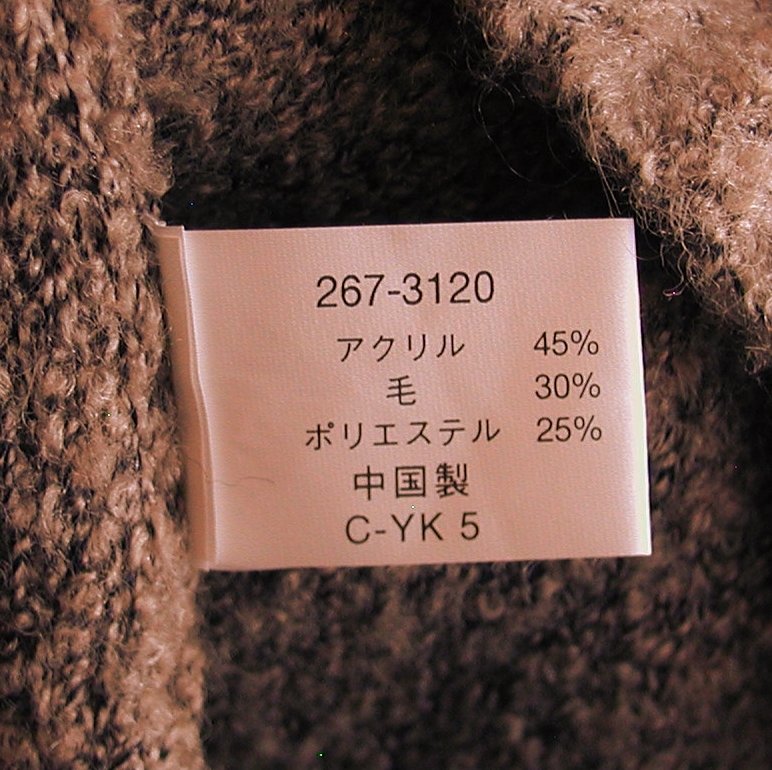 267-3120
アクリル 45%
毛 30%
ポリエステル 25%
中国製
C-YK 5